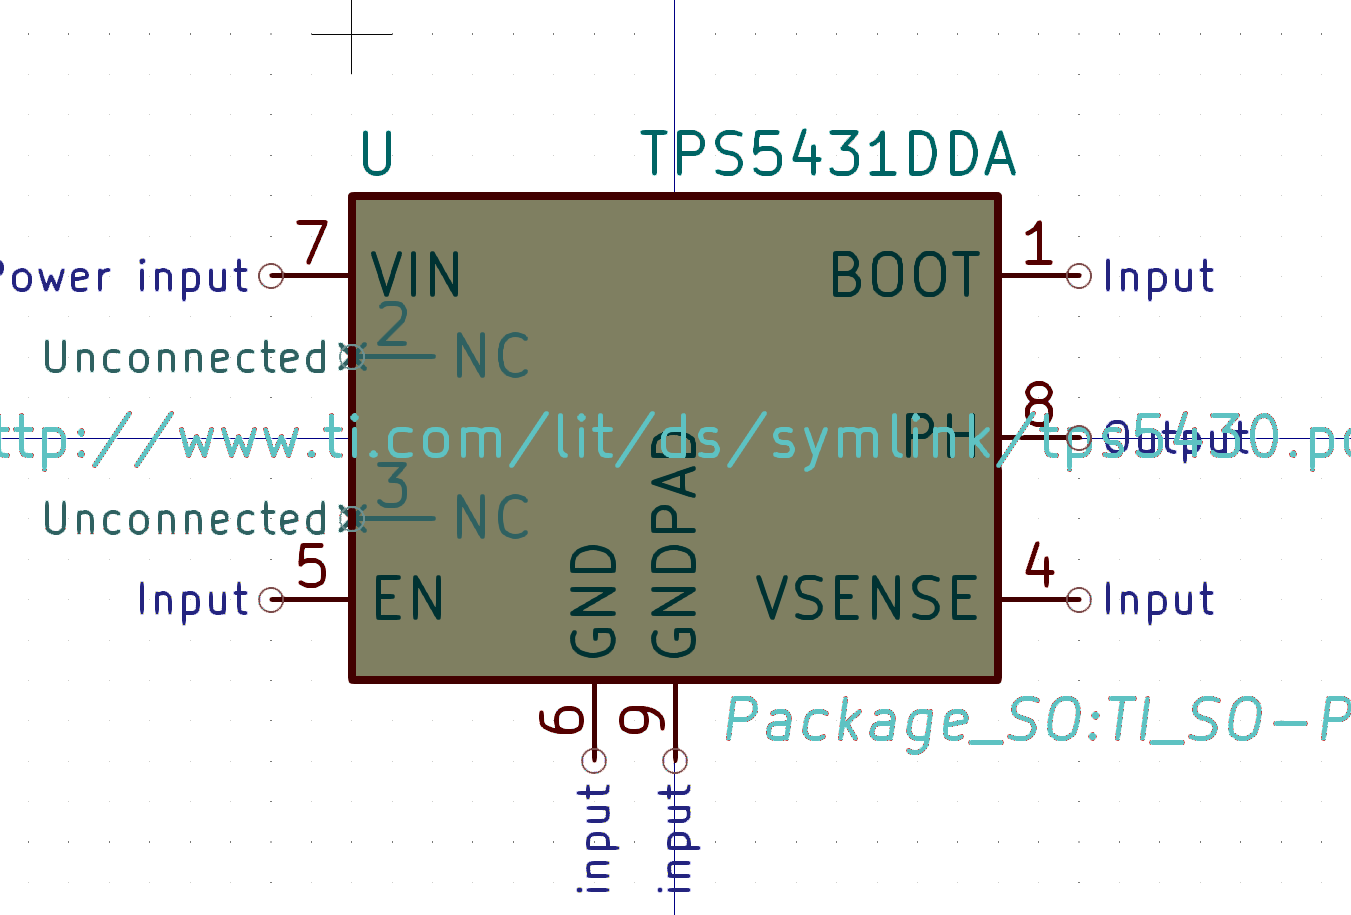 U TPS5431DDA
7 1
Power input VIN BOOT Input
2
Unconnected NC
8
ttp://www.ti.com/lit/ds/symlink/tps5430.pd
PH Output
3
Unconnected NC
5 4
Input EN GND GNDPAD VSENSE Input
6 9
Package_SO:TI_SO-P
input input